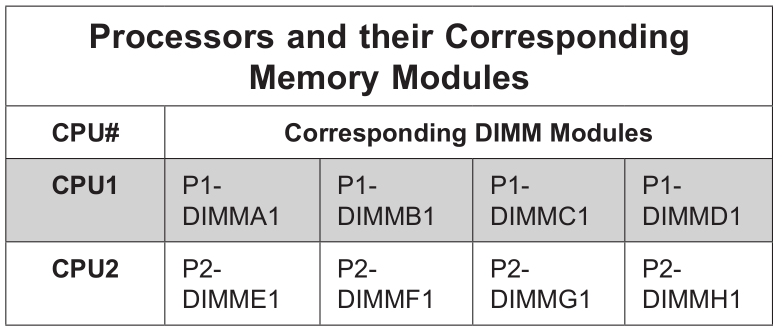 Processors and their Corresponding
Memory Modules
CPU# Corresponding DIMM Modules
CPU1 P1- P1- P1- P1-
DIMMA1 DIMMB1 DIMMC1 DIMMD1
CPU2 P2- P2- P2- P2-
DIMME1 DIMMF1 DIMMG1 DIMMH1